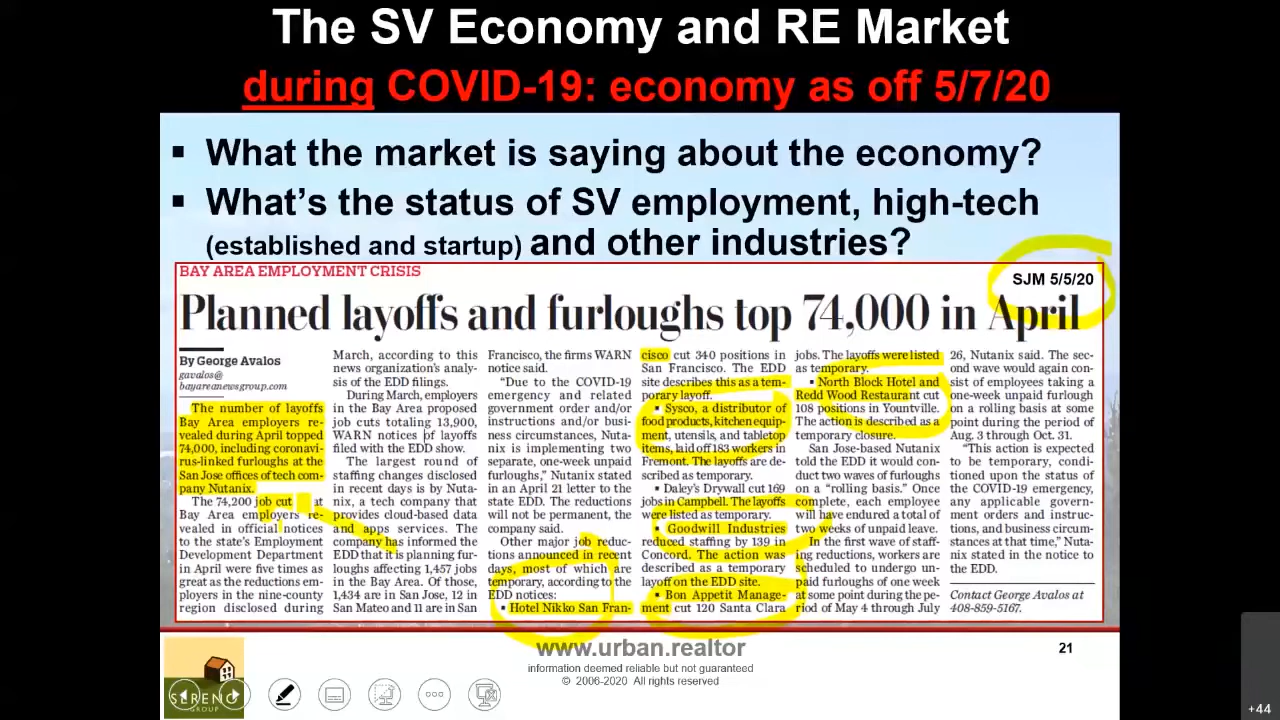 The SV Economy and RE Market
during COVID-19: economy as off 5/7/20
▪ What the market is saying about the economy?
▪ What's the status of SV employment, high-tech
(established and startup) and other industries?
BAY AREA EMPLOYMENT CRISIS
SJM 5/5/20
Planned layoffs and furloughs top 74,000 in April
By George Avalos
gavalos@
bayareanewsgroup.com
The number of layoffs
Bay Area employers re-
vealed during April topped
74,000, including coronavi-
rus-linked furloughs at the
San Jose offices of tech com-
pany Nutanix.
The 74,200 job cut at
Bay Area employers re-
vealed in official notices
to the state's Employment
Development Department
in April were five times as
great as the reductions em-
ployers in the nine-county
region disclosed during
March, according to this
news organization's analy-
sis of the EDD filings.
During March, employers
in the Bay Area proposed
job cuts totaling 13,900,
WARN notices of layoffs
filed with the EDD show.
The largest round of
staffing changes disclosed
in recent days is by Nuta-
nix, a tech company that
provides cloud-based data
and apps services. The
company has informed the
EDD that it is planning fur-
loughs affecting 1,457 jobs
in the Bay Area. Of those,
1,434 are in San Jose, 12 in
San Mateo and 11 are in San
Francisco, the firms WARN
notice said.
"Due to the COVID-19
emergency and related
government order and/or
instructions and/or busi-
ness circumstances, Nuta-
nix is implementing two
separate, one-week unpaid
furloughs," Nutanix stated
in an April 21 letter to the
state EDD. The reductions
will not be permanent, the
company said.
Other major job reduc-
tions announced in recent
days, most of which are
temporary, according to the
EDD notices:
▪ Hotel Nikko San Fran-
cisco cut 340 positions in
San Francisco. The EDD
site describes this as a tem-
porary layoff.
▪ Sysco, a distributor of
food products, kitchen equip-
ment, utensils, and tabletop
items, laid off 183 workers in
Fremont. The layoffs are de-
scribed as temporary.
▪ Daley's Drywall cut 169
jobs in Campbell. The layoffs
were listed as temporary.
▪ Goodwill Industries
reduced staffing by 139 in
Concord. The action was
described as a temporary
layoff on the EDD site.
▪ Bon Appetit Manage-
ment cut 120 Santa Clara
jobs. The layoffs were listed
as temporary.
▪ North Block Hotel and
Redd Wood Restaurant cut
108 positions in Yountville.
The action is described as a
temporary closure.
San Jose-based Nutanix
told the EDD it would con-
duct two waves of furloughs
on a "rolling basis." Once
complete, each employee
will have endured a total of
two weeks of unpaid leave.
In the first wave of staff-
ing reductions, workers are
scheduled to undergo un-
paid furloughs of one week
at some point during the pe-
riod of May 4 through July
26, Nutanix said. The sec-
ond wave would again con-
sist of employees taking a
one-week unpaid furlough
on a rolling basis at some
point during the period of
Aug. 3 through Oct. 31.
"This action is expected
to be temporary, condi-
tioned upon the status of
the COVID-19 emergency,
any applicable govern-
ment orders and instruc-
tions, and business circum-
stances at that time," Nuta-
nix stated in the notice to
the EDD.
Contact George Avalos at
408-859-5167.
www.urban.realtor
21
information deemed reliable but not guaranteed
© 2006-2020 All rights reserved
SERENO
GROUP
+44